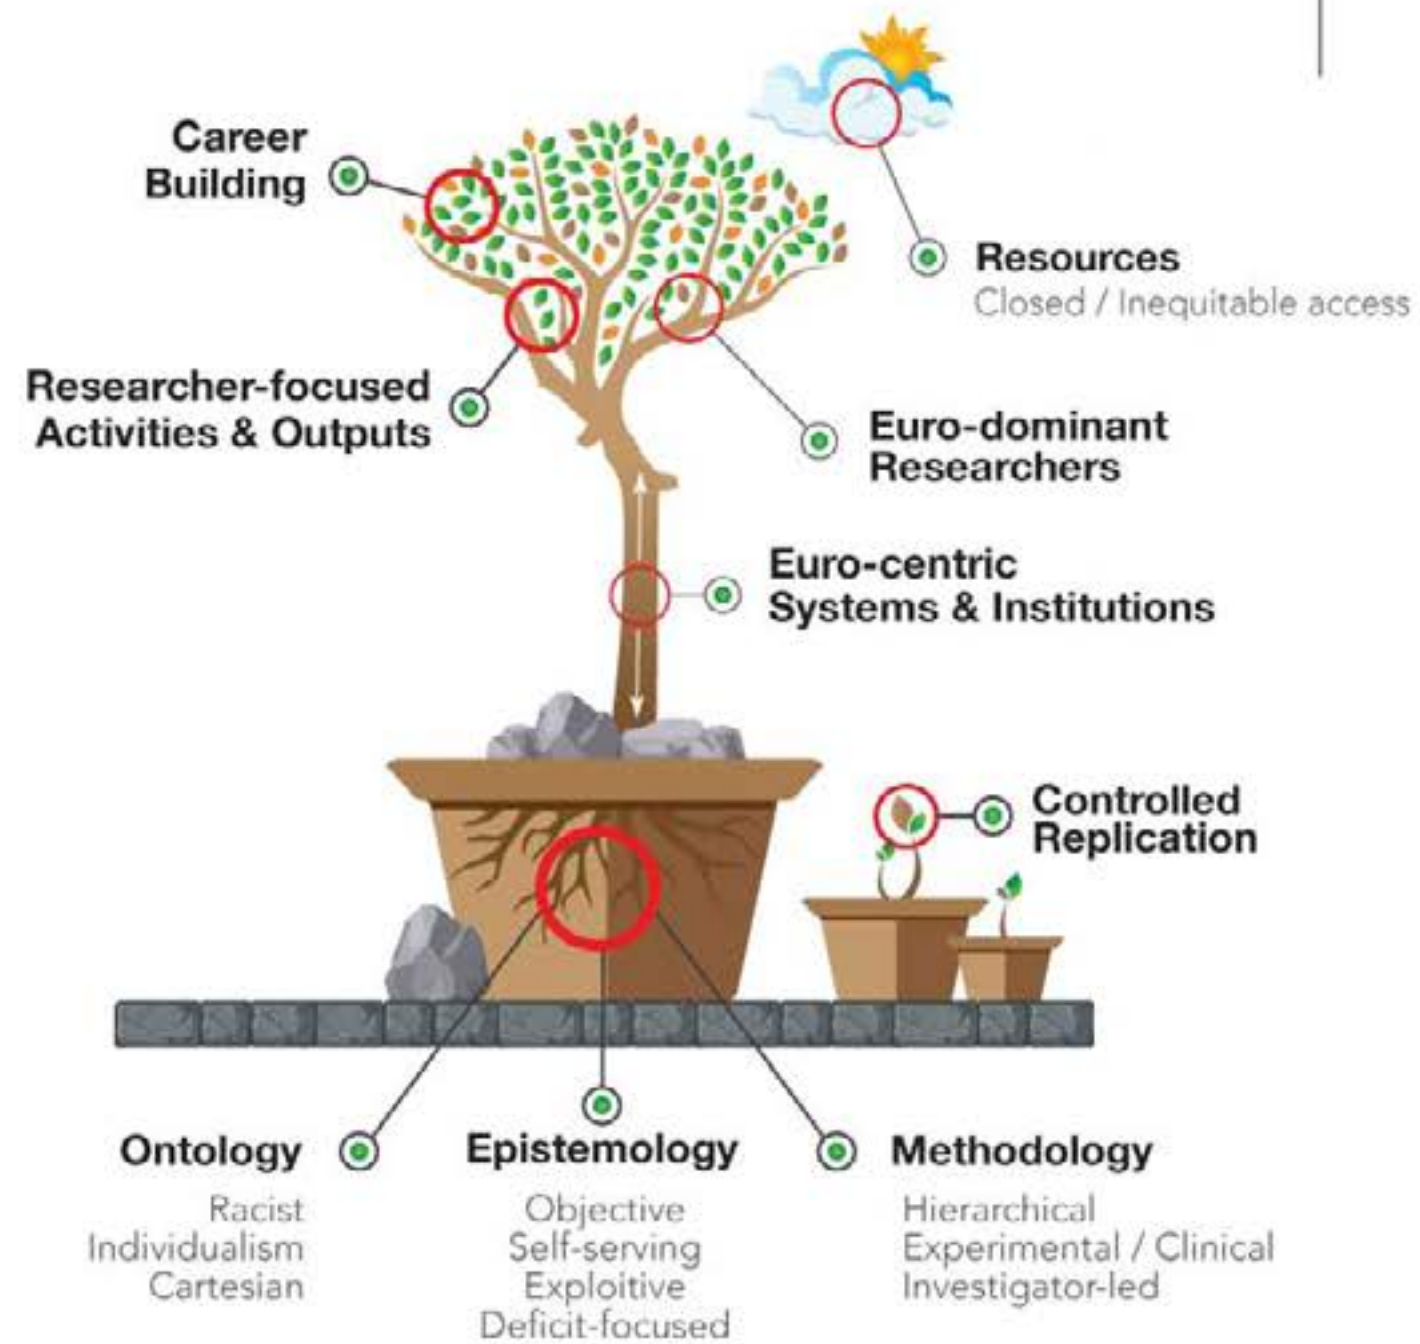 Career
Building
Resources
Closed / Inequitable access
Researcher-focused
Activities & Outputs
Euro-dominant
Researchers
Euro-centric
Systems & Institutions
Controlled
Replication
Ontology
Racist
Individualism
Cartesian
Epistemology
Objective
Self-serving
Exploitive
Deficit-focused
Methodology
Hierarchical
Experimental / Clinical
Investigator-led